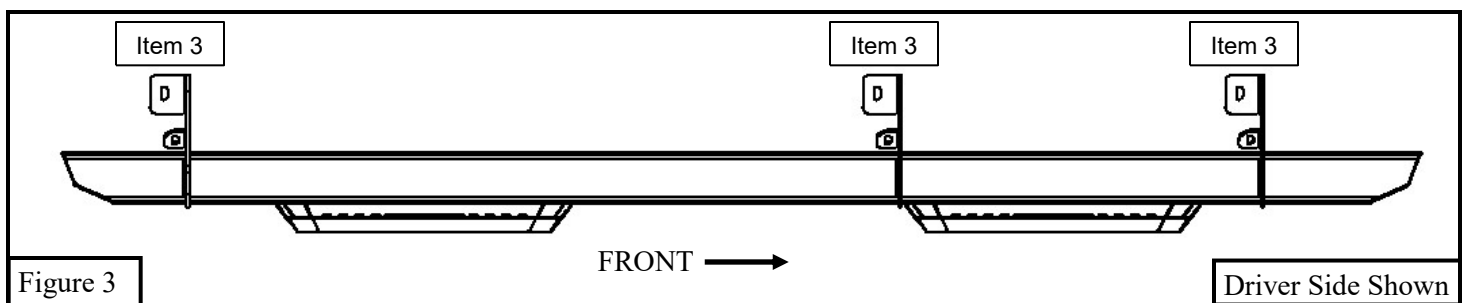 Item 3
Item 3
Item 3
D
D
D
D
D
D
FRONT
Figure 3
Driver Side Shown